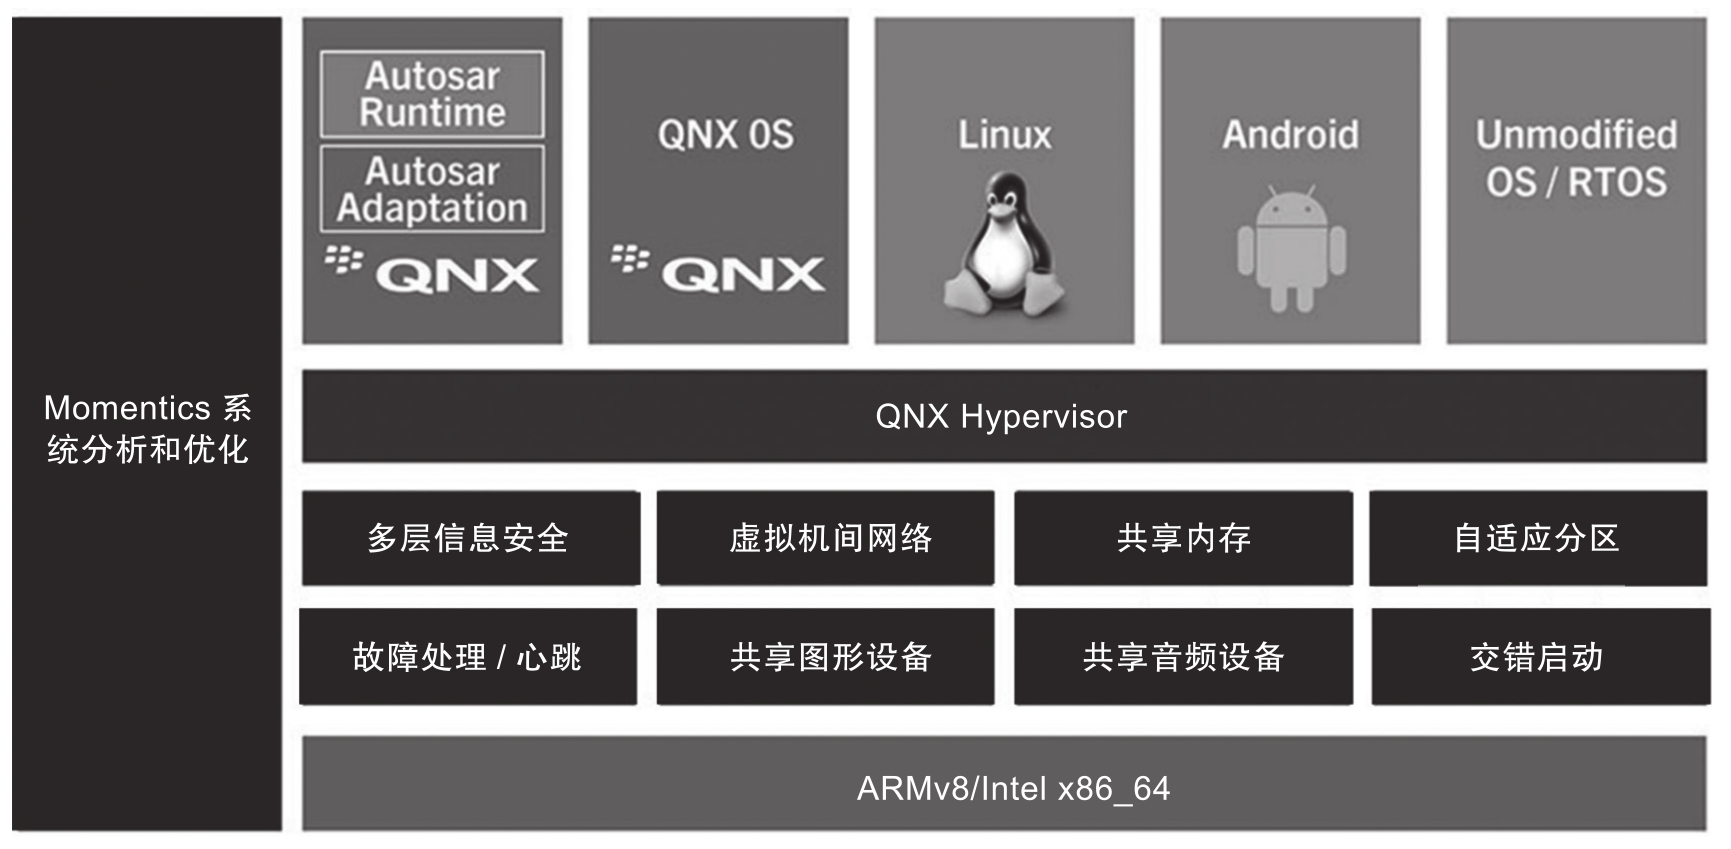 Momentics 系
统分析和优化
Autosar
Runtime
Autosar
Adaptation
QNX
QNX 0S
QNX
Linux
Android
Unmodified
OS / RTOS
QNX Hypervisor
多层信息安全
虚拟机间网络
共享内存
自适应分区
故障处理 / 心跳
共享图形设备
共享音频设备
交错启动
ARMv8/Intel x86_64